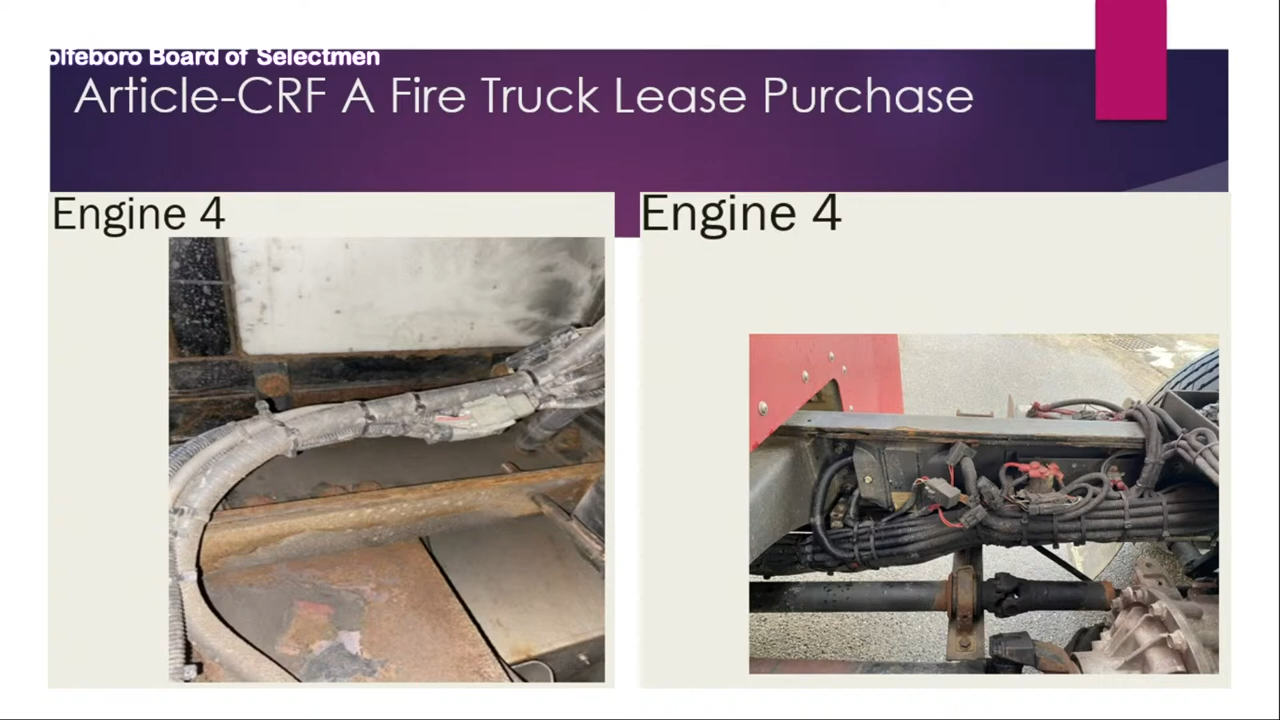 olfeboro Board of Selectmen
Article-CRF A Fire Truck Lease Purchase
Engine 4
Engine 4